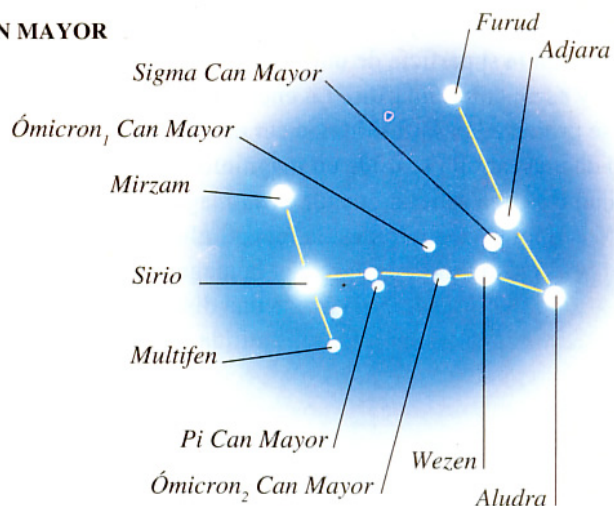 N MAYOR
Furud
Adjara
Sigma Can Mayor
Ómicron₁ Can Mayor
Mirzam
Sirio
Multifen
Pi Can Mayor
Ómicron₂ Can Mayor
Wezen
Aludra